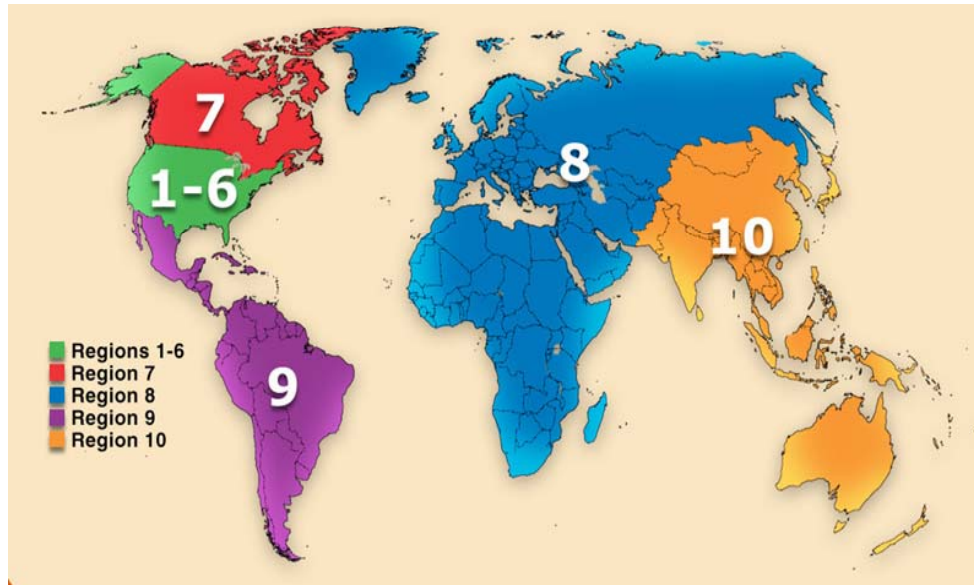 7
1-6
8
10
9
Regions 1-6
Region 7
Region 8
Region 9
Region 10